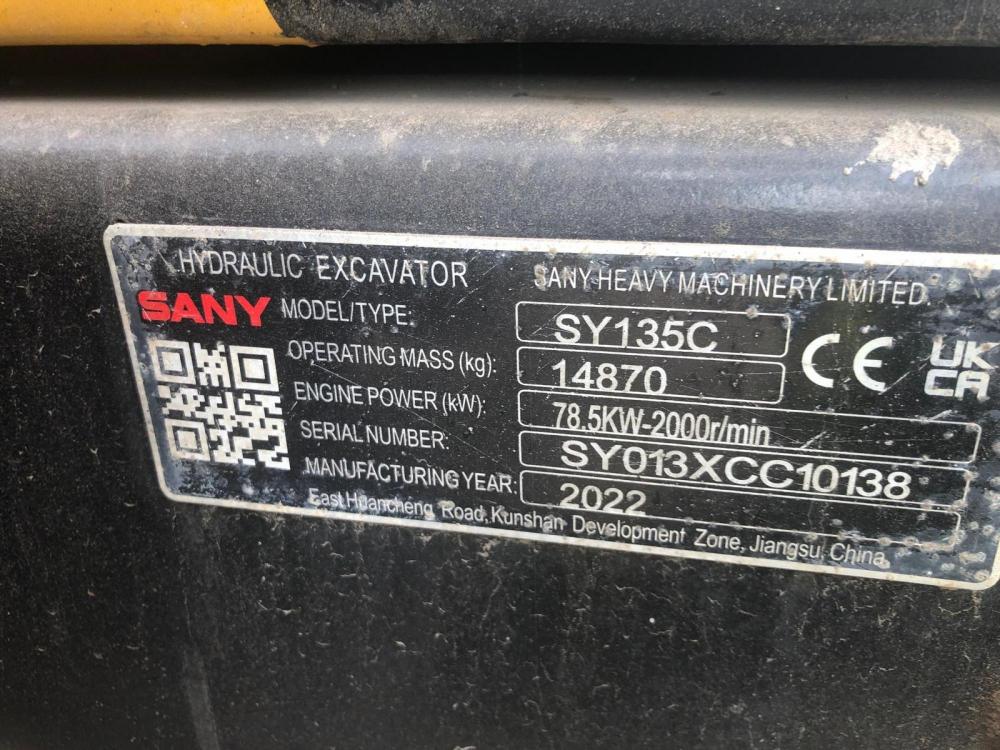 HYDRAULIC EXCAVATOR SANY HEAVY MACHINERY LIMITED
SANY MODEL/TYPE: SY135C
CE UK CA
OPERATING MASS (kg): 14870
ENGINE POWER (kW): 78.5KW-2000r/min
SERIAL NUMBER: SY013XCC10138
MANUFACTURING YEAR: 2022
East Huancheng Road, Kunshan Development Zone, Jiangsu, China